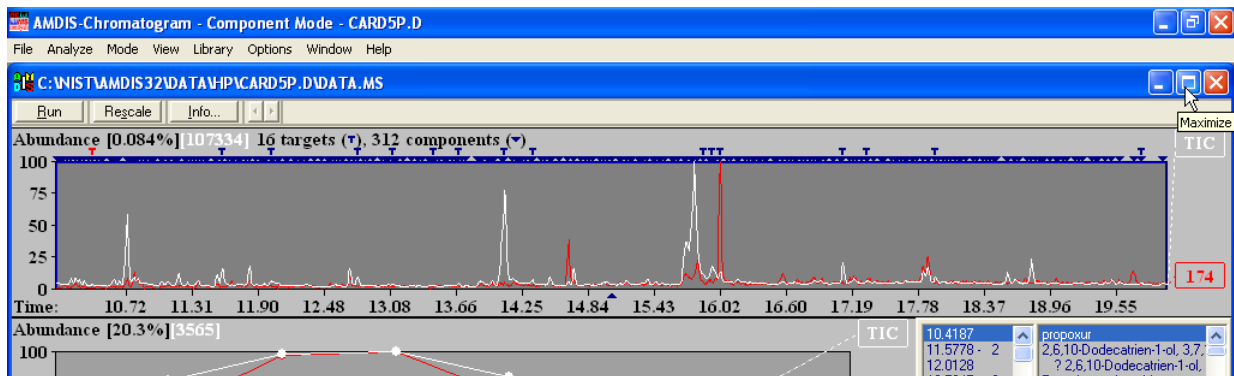 AMDIS-Chromatogram - Component Mode - CARD5P.D
File Analyze Mode View Library Options Window Help
C:\NIST\AMDIS32\DATA\HP\CARD5P.D\DATA.MS
Run Rescale Info...
Maximize
Abundance [0.084%][107334] 16 targets (T), 312 components (▼)
TIC
100
75
50
25
0
174
Time: 10.72 11.31 11.90 12.48 13.08 13.66 14.25 14.84 15.43 16.02 16.60 17.19 17.78 18.37 18.96 19.55
Abundance [20.3%][3565]
TIC
100
10.4187 propoxur
11.5778 - 2 2,6,10-Dodecatrien-1-ol, 3,7,
12.0128 ? 2,6,10-Dodecatrien-1-ol,